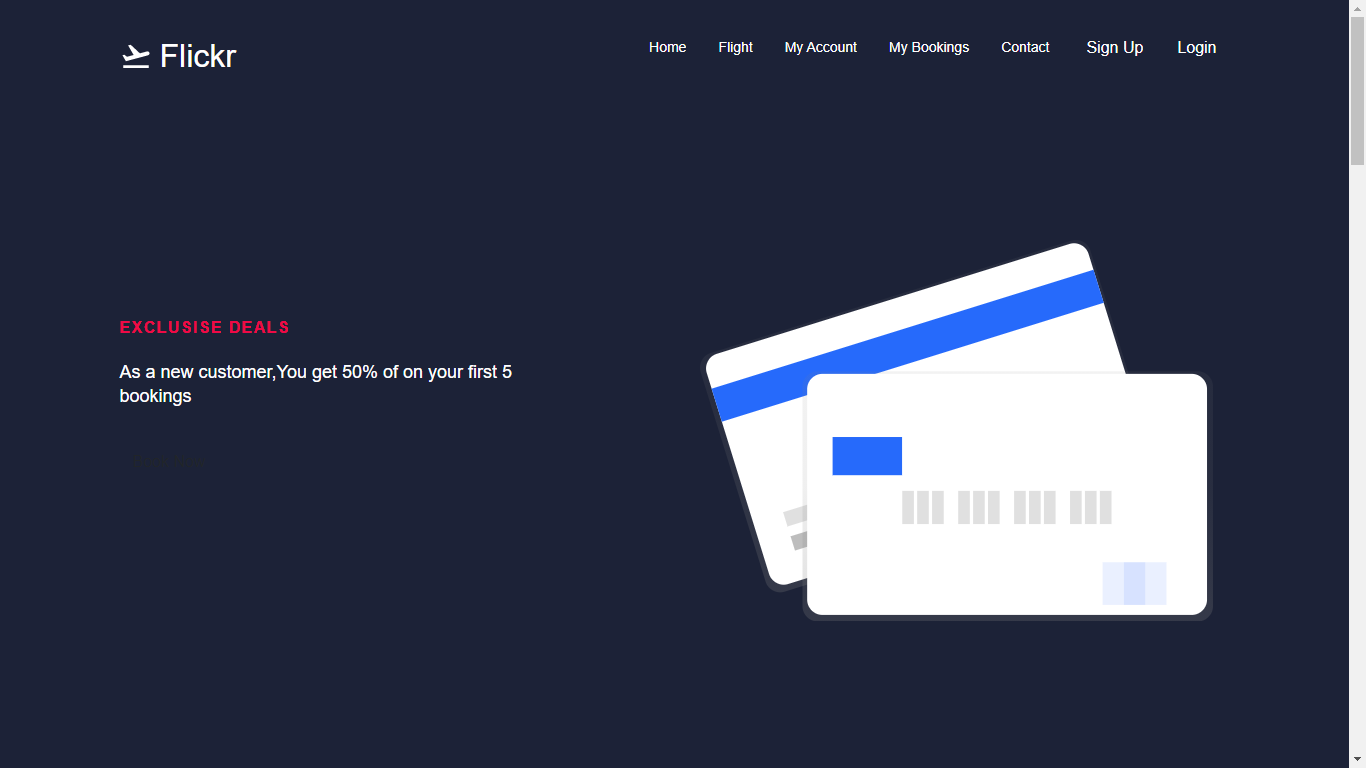 Flickr
Home Flight My Account My Bookings Contact Sign Up Login
EXCLUSISE DEALS
As a new customer,You get 50% of on your first 5
bookings